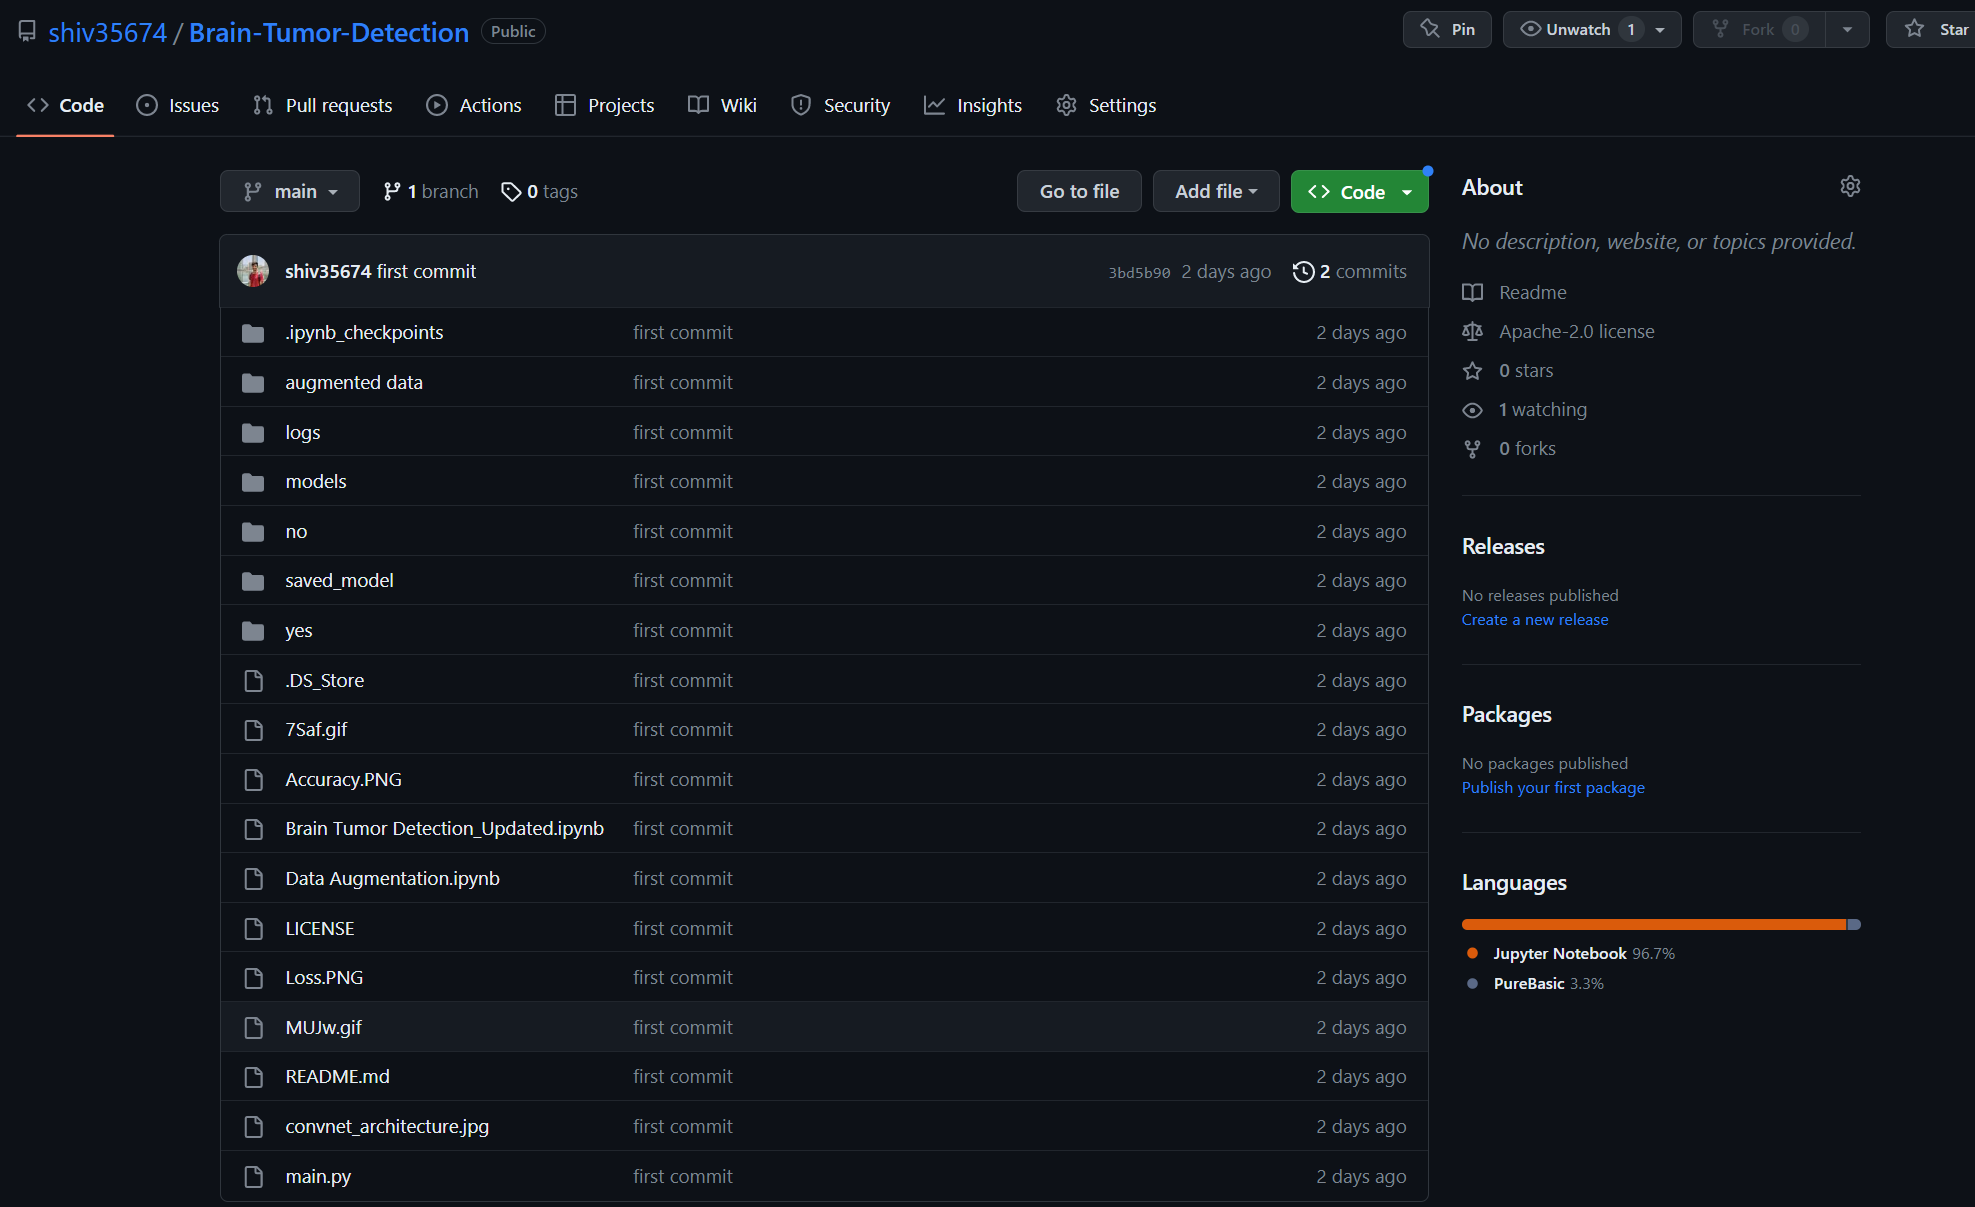 shiv35674 / Brain-Tumor-Detection Public Pin Unwatch 1 Fork 0 Star
Code Issues Pull requests Actions Projects Wiki Security Insights Settings
main 1 branch 0 tags Go to file Add file Code
shiv35674 first commit 3bd5b90 2 days ago 2 commits
.ipynb_checkpoints first commit 2 days ago
augmented data first commit 2 days ago
logs first commit 2 days ago
models first commit 2 days ago
no first commit 2 days ago
saved_model first commit 2 days ago
yes first commit 2 days ago
.DS_Store first commit 2 days ago
7Saf.gif first commit 2 days ago
Accuracy.PNG first commit 2 days ago
Brain Tumor Detection_Updated.ipynb first commit 2 days ago
Data Augmentation.ipynb first commit 2 days ago
LICENSE first commit 2 days ago
Loss.PNG first commit 2 days ago
MUJw.gif first commit 2 days ago
README.md first commit 2 days ago
convnet_architecture.jpg first commit 2 days ago
main.py first commit 2 days ago
About
No description, website, or topics provided.
Readme
Apache-2.0 license
0 stars
1 watching
0 forks
Releases
No releases published
Create a new release
Packages
No packages published
Publish your first package
Languages
Jupyter Notebook 96.7%
PureBasic 3.3%